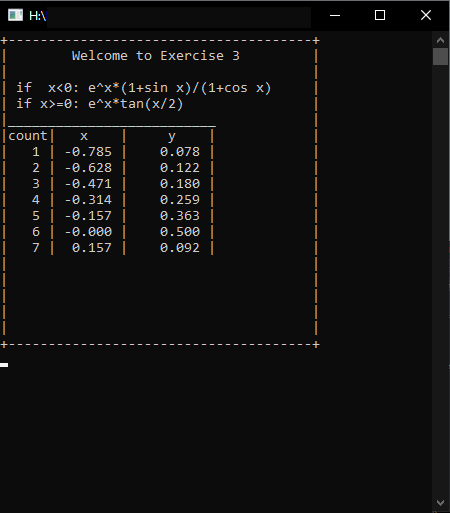 H:\
+--------------------------------------+
|        Welcome to Exercise 3         |
|                                      |
| if  x<0: e^x*(1+sin x)/(1+cos x)     |
| if x>=0: e^x*tan(x/2)                |
|__________________________            |
|count|   x    |     y    |            |
|   1 | -0.785 |    0.078 |            |
|   2 | -0.628 |    0.122 |            |
|   3 | -0.471 |    0.180 |            |
|   4 | -0.314 |    0.259 |            |
|   5 | -0.157 |    0.363 |            |
|   6 | -0.000 |    0.500 |            |
|   7 |  0.157 |    0.092 |            |
|                                      |
|                                      |
|                                      |
|                                      |
|                                      |
+--------------------------------------+